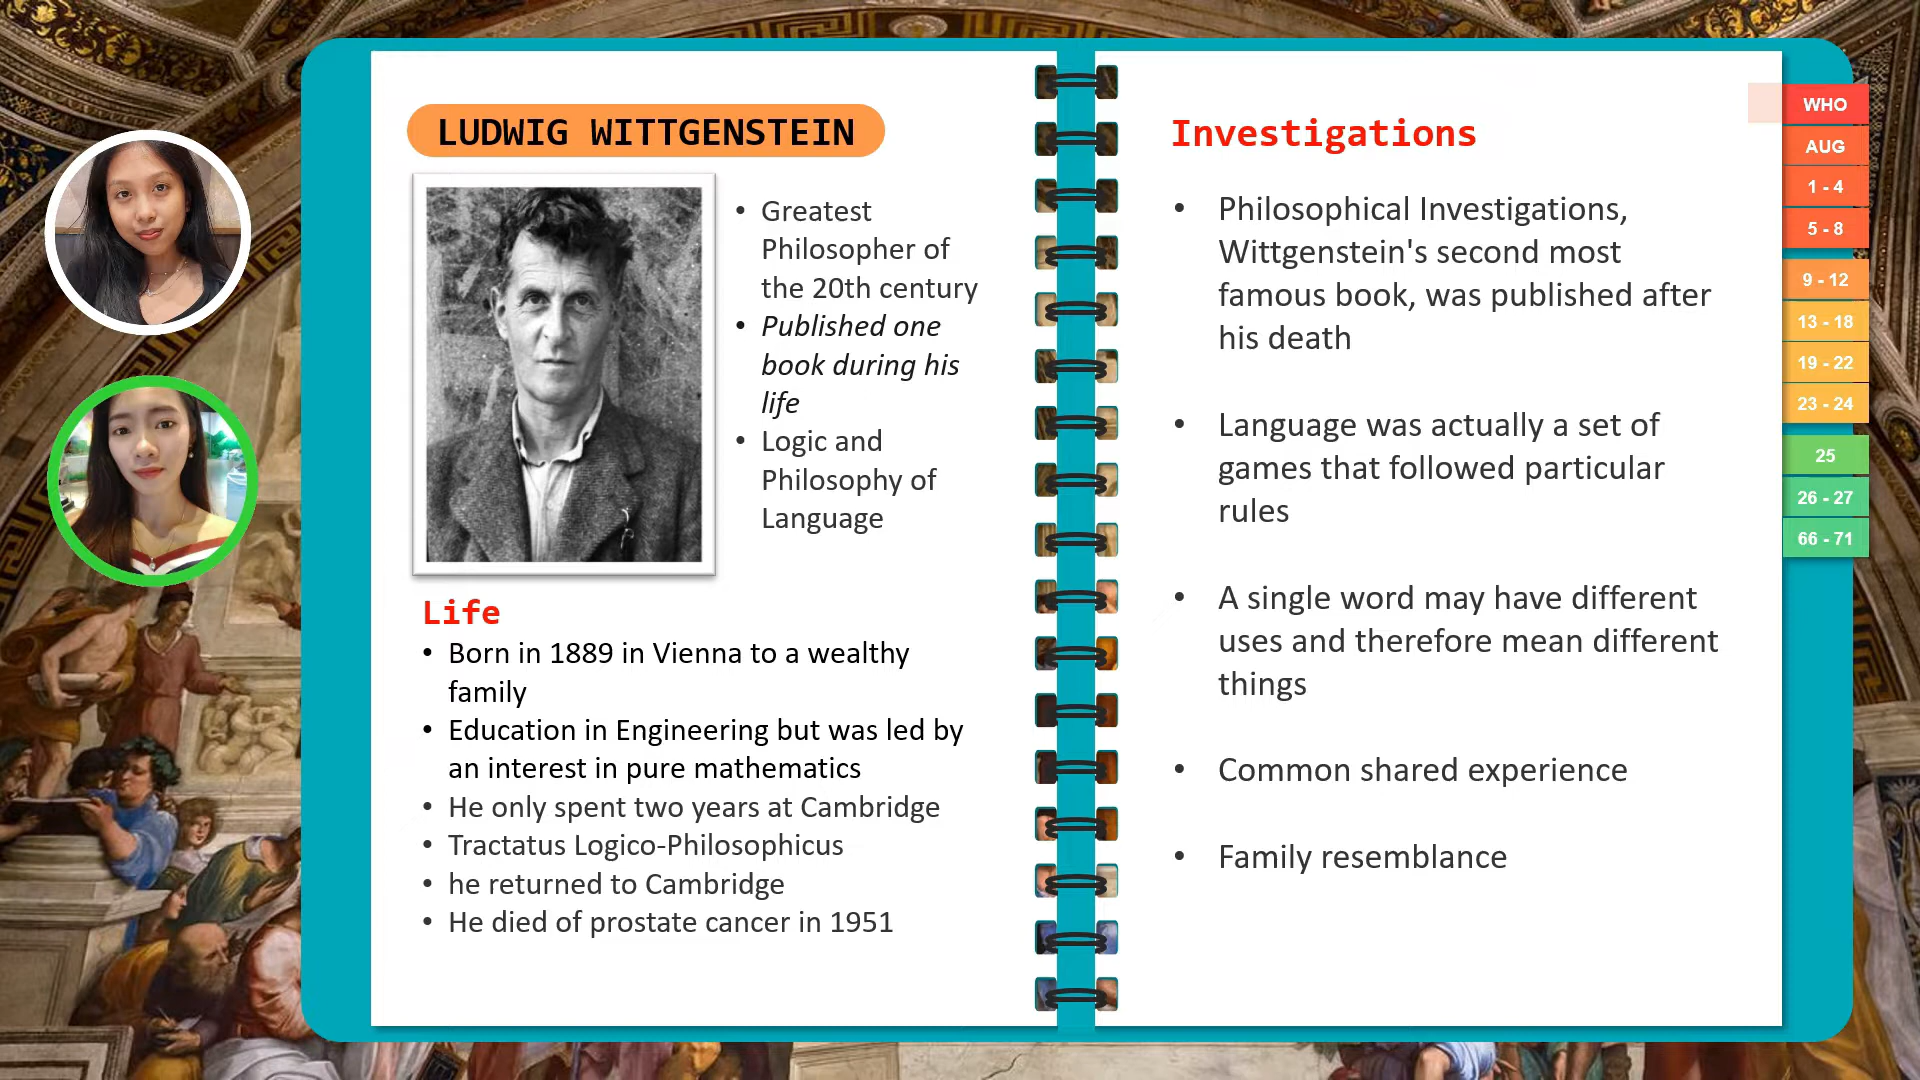 LUDWIG WITTGENSTEIN
• Greatest
Philosopher of
the 20th century
• Published one
book during his
life
• Logic and
Philosophy of
Language
Life
• Born in 1889 in Vienna to a wealthy
family
• Education in Engineering but was led by
an interest in pure mathematics
• He only spent two years at Cambridge
• Tractatus Logico-Philosophicus
• he returned to Cambridge
• He died of prostate cancer in 1951
Investigations
• Philosophical Investigations,
Wittgenstein's second most
famous book, was published after
his death
• Language was actually a set of
games that followed particular
rules
• A single word may have different
uses and therefore mean different
things
• Common shared experience
• Family resemblance
WHO
AUG
1 - 4
5 - 8
9 - 12
13 - 18
19 - 22
23 - 24
25
26 - 27
66 - 71